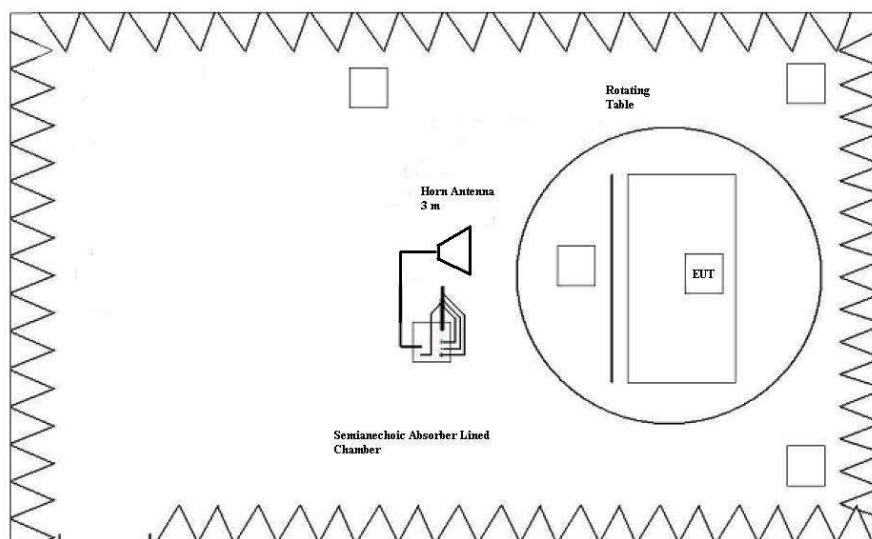 Rotating
Table
Horn Antenna
3 m
EUT
Semianechoic Absorber Lined
Chamber